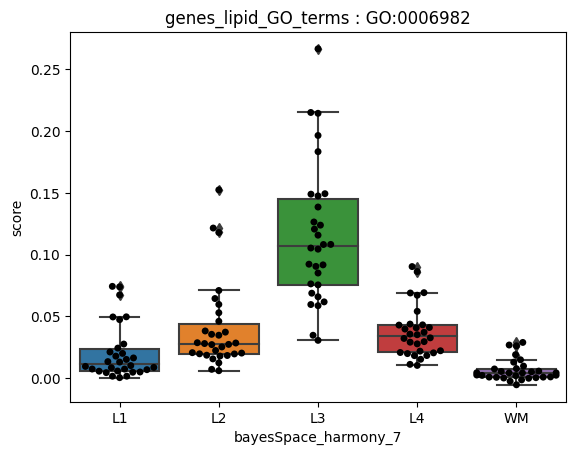 genes_lipid_GO_terms : GO:0006982
score
0.25
0.20
0.15
0.10
0.05
0.00
L1 L2 L3 L4 WM
bayesSpace_harmony_7